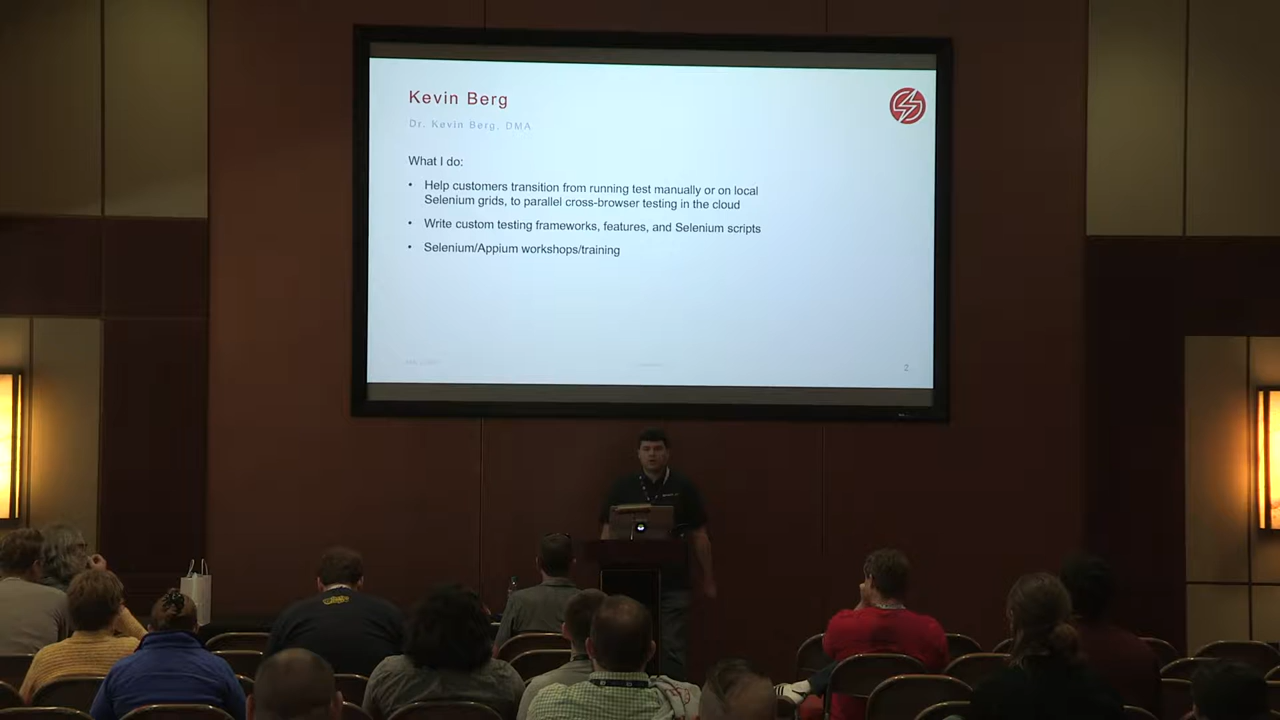 Kevin Berg
Dr. Kevin Berg, DMA
What I do:
• Help customers transition from running test manually or on local
Selenium grids, to parallel cross-browser testing in the cloud
• Write custom testing frameworks, features, and Selenium scripts
• Selenium/Appium workshops/training
2